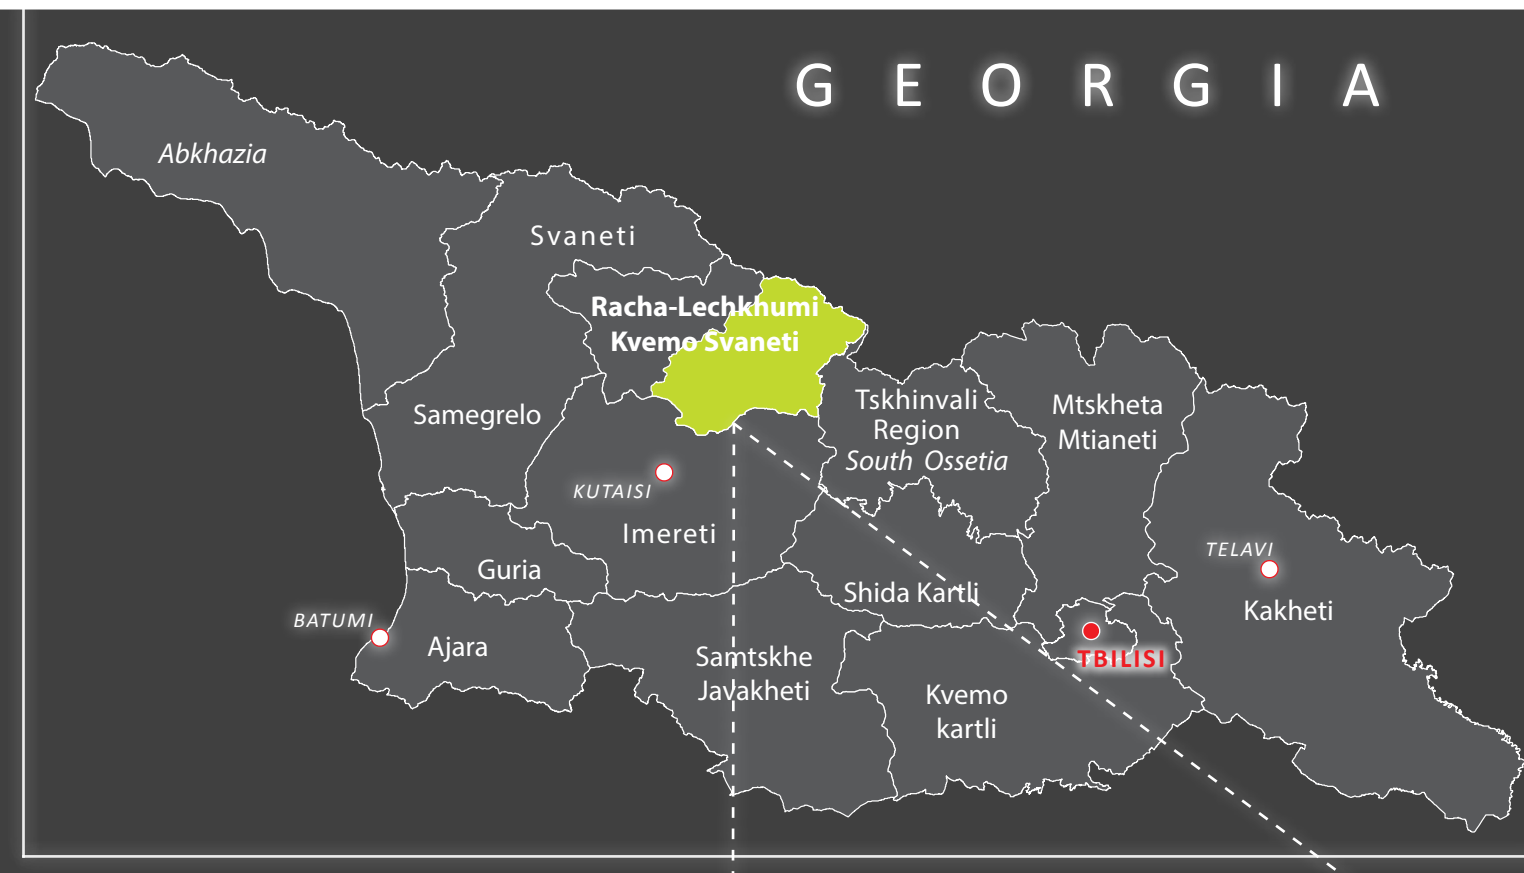 GEORGIA
Abkhazia
Svaneti
Racha-Lechkhumi
Kvemo Svaneti
Samegrelo
Tskhinvali
Region
South Ossetia
Mtskheta
Mtianeti
KUTAISI
Imereti
Guria
Shida Kartli
TELAVI
Kakheti
BATUMI
Ajara
TBILISI
Samtskhe
Javakheti
Kvemo
kartli